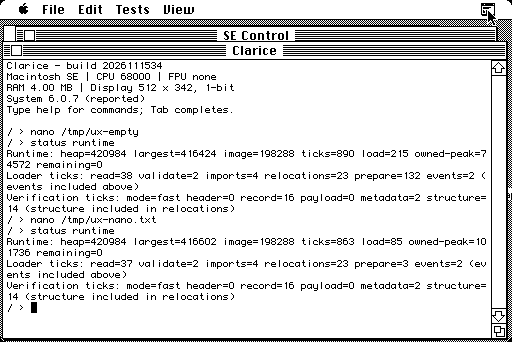 File Edit Tests View
SE Control
Clarice
Clarice - build 2026111534
Macintosh SE | CPU 68000 | FPU none
RAM 4.00 MB | Display 512 x 342, 1-bit
System 6.0.7 (reported)
Type help for commands; Tab completes.
/ > nano /tmp/ux-empty
/ > status runtime
Runtime: heap=420984 largest=416424 image=198288 ticks=890 load=215 owned-peak=7
4572 remaining=0
Loader ticks: read=38 validate=2 imports=4 relocations=23 prepare=132 events=2 (
events included above)
Verification ticks: mode=fast header=0 record=16 payload=0 metadata=2 structure=
14 (structure included in relocations)
/ > nano /tmp/ux-nano.txt
/ > status runtime
Runtime: heap=420984 largest=416602 image=198288 ticks=863 load=85 owned-peak=10
1736 remaining=0
Loader ticks: read=37 validate=2 imports=4 relocations=23 prepare=3 events=2 (ev
ents included above)
Verification ticks: mode=fast header=0 record=16 payload=0 metadata=2 structure=
14 (structure included in relocations)
/ >